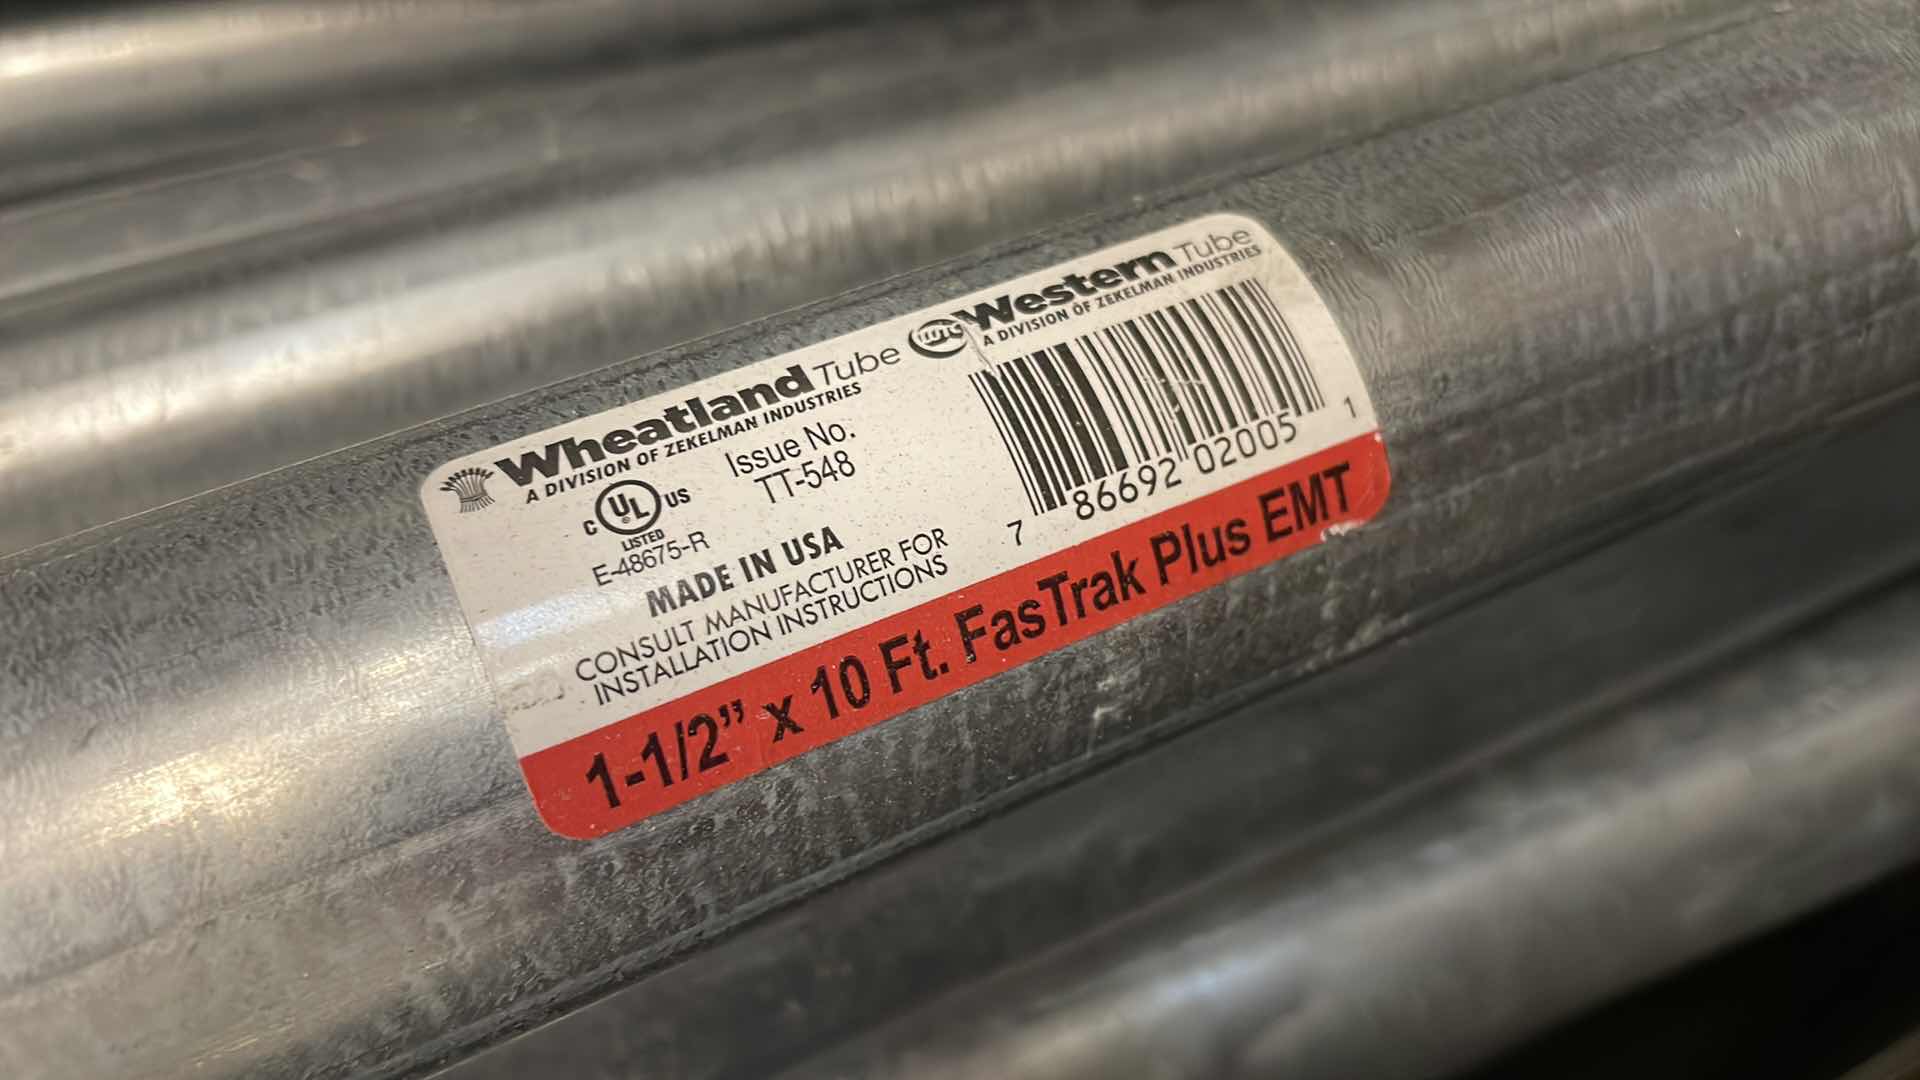 Wheatland Tube
A DIVISION OF ZEKELMAN INDUSTRIES
WTC Western Tube
A DIVISION OF ZEKELMAN INDUSTRIES
C UL US
®
LISTED
E-48675-R
Issue No.
TT-548
MADE IN USA
CONSULT MANUFACTURER FOR
INSTALLATION INSTRUCTIONS
7 86692 02005 1
1-1/2” x 10 Ft. FasTrak Plus EMT